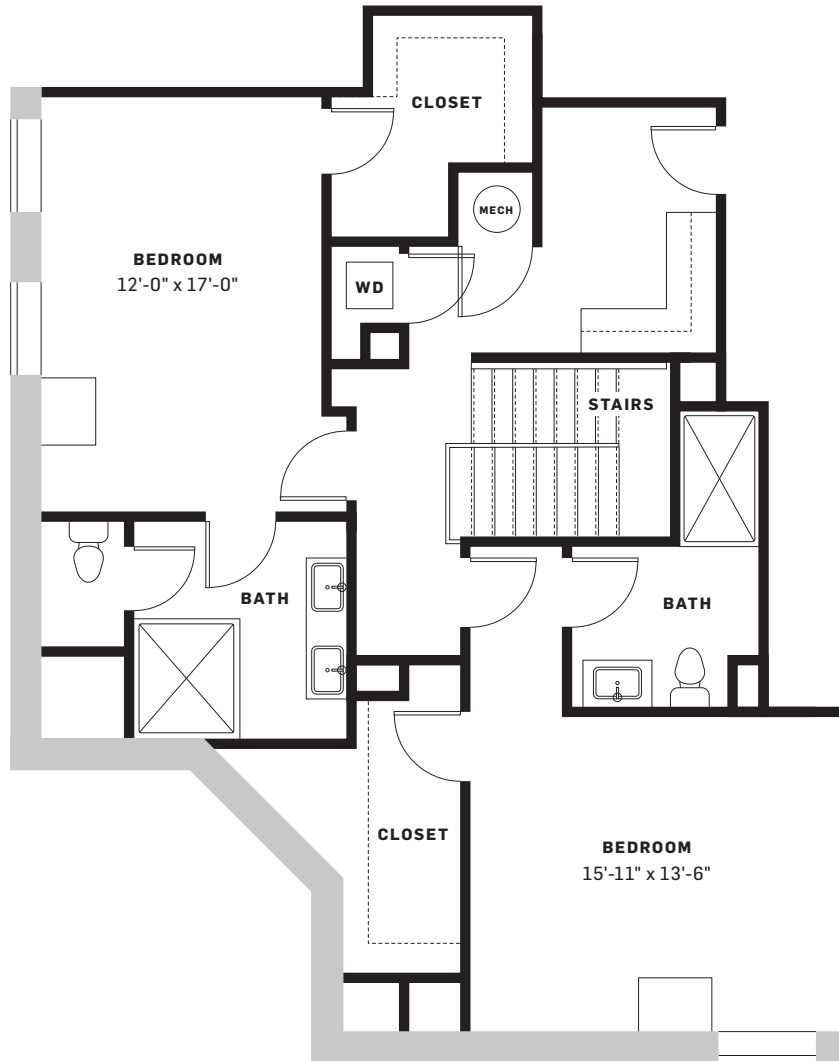 CLOSET
MECH
BEDROOM
12'-0" x 17'-0"
WD
STAIRS
BATH
BATH
CLOSET
BEDROOM
15'-11" x 13'-6"